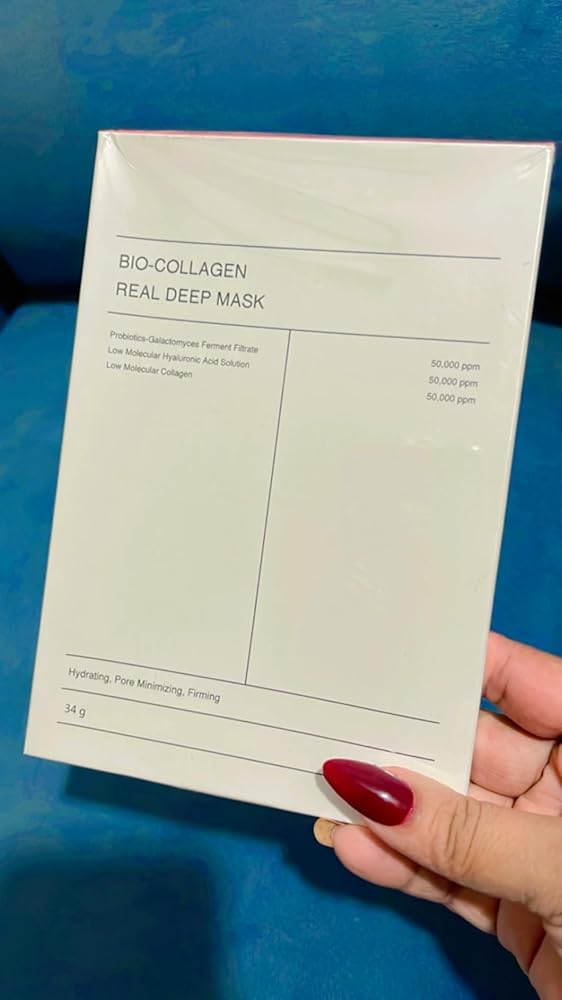 BIO-COLLAGEN
REAL DEEP MASK
Probiotics-Galactomyces Ferment Filtrate
Low Molecular Hyaluronic Acid Solution
Low Molecular Collagen
50,000 ppm
50,000 ppm
50,000 ppm
Hydrating, Pore Minimizing, Firming
34 g